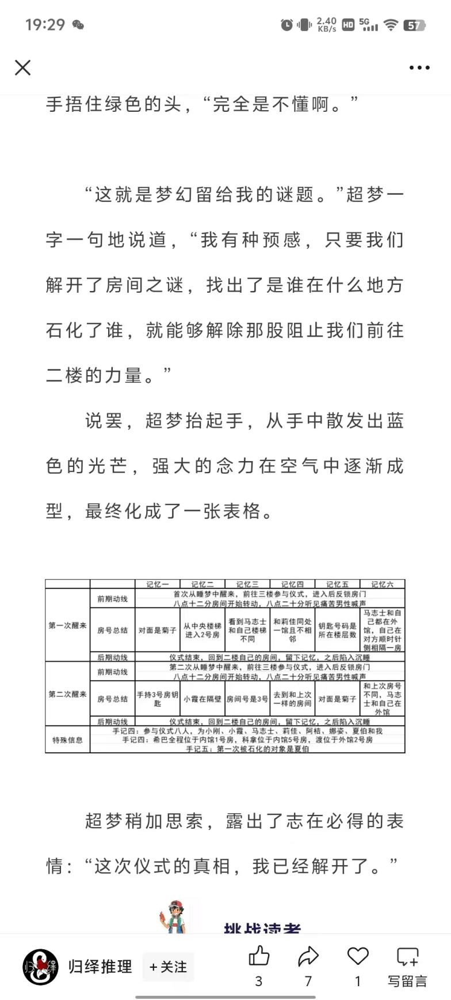 19:29
2.40 KB/s HD 5G 57
手捂住绿色的头，“完全是不懂啊。”
“这就是梦幻留给我的谜题。”超梦一
字一句地说道，“我有种预感，只要我们
解开了房间之谜，找出了是谁在什么地方
石化了谁，就能够解除那股阻止我们前往
二楼的力量。”
说罢，超梦抬起手，从手中散发出蓝
色的光芒，强大的念力在空气中逐渐成
型，最终化成了一张表格。
记忆一 记忆二 记忆三 记忆四 记忆五 记忆六
第一次醒来
前期动线
首次从睡梦中醒来，前往三楼参与仪式，进入后反锁房门
八点十二分房间开始转动，八点二十分听见痛苦男性喊声
房号总结
对面是菊子
从中央楼梯
进入2号房
看到马志士
和自己楼梯
不同
和莉佳同处
一馆且不相
邻
钥匙号码是
所在楼层数
马志士和自
己都在外
馆，自己在
对方顺时针
侧相隔一房
后期动线
仪式结束，回到二楼自己的房间，留下记忆，之后陷入沉睡
第二次醒来
前期动线
第二次从睡梦中醒来，前往三楼参与仪式，进入后反锁房门
八点十二分房间开始转动，八点二十分听见痛苦男性喊声
房号总结
手持3号房钥
匙
小霞在隔壁
房间号是3号
去到和上次
一样的房间
对面是菊子
和上次房号
不同，马志
士和自己在
外馆
后期动线
仪式结束，回到二楼自己的房间，留下记忆，之后陷入沉睡
特殊信息
手记四：参与仪式八人，为小刚、小霞、马志士、莉佳、阿桔、娜姿、夏伯和我
手记四：希巴全程位于内馆1号房，科拿位于内馆5号房，渡位于外馆2号房
手记五：第一次被石化的对象是夏伯
超梦稍加思索，露出了志在必得的表
情：“这次仪式的真相，我已经解开了。”
挑战读者
归绎
归绎推理
+关注
3
7
1
写留言